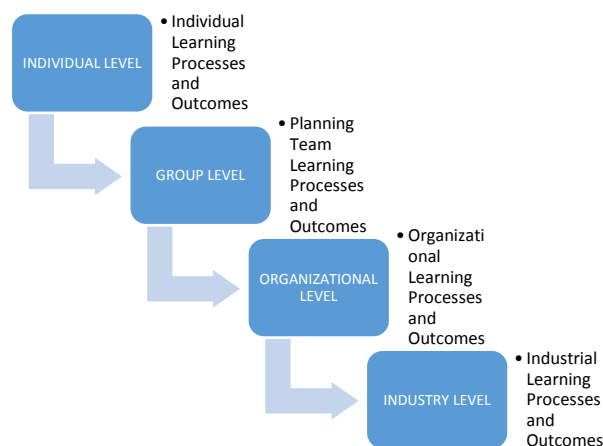 INDIVIDUAL LEVEL
• Individual
Learning
Processes
and
Outcomes
GROUP LEVEL
• Planning
Team
Learning
Processes
and
Outcomes
ORGANIZATIONAL
LEVEL
• Organizati
onal
Learning
Processes
and
Outcomes
INDUSTRY LEVEL
• Industrial
Learning
Processes
and
Outcomes